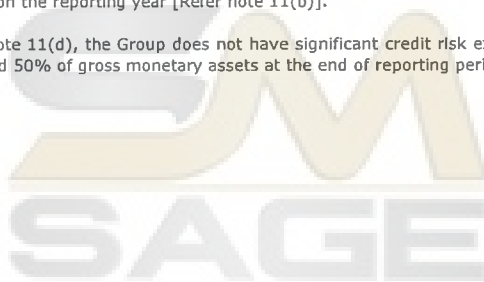 on the reporting year [Refer note 11(b)].
ote 11(d), the Group does not have significant credit risk ex
d 50% of gross monetary assets at the end of reporting peri
SM
SAGE